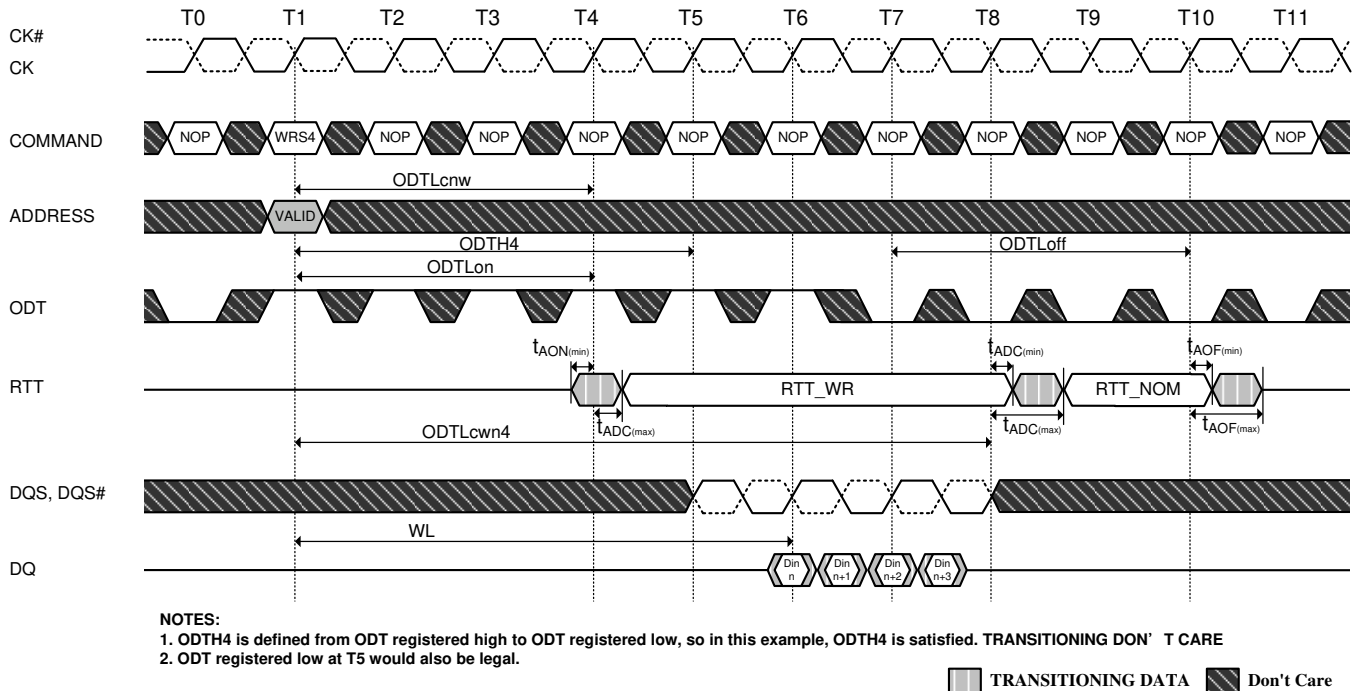 T0 T1 T2 T3 T4 T5 T6 T7 T8 T9 T10 T11
CK#
CK
COMMAND NOP WRS4 NOP NOP NOP NOP NOP NOP NOP NOP NOP NOP
ODTLcnw
ADDRESS VALID
ODTH4 ODTLoff
ODTLon
ODT
tAON(min) tADC(min) tAOF(min)
RTT RTT_WR RTT_NOM
tADC(max) tADC(max) tAOF(max)
ODTLcwn4
DQS, DQS#
WL
DQ Din n Din n+1 Din n+2 Din n+3
NOTES:
1. ODTH4 is defined from ODT registered high to ODT registered low, so in this example, ODTH4 is satisfied. TRANSITIONING DON' T CARE
2. ODT registered low at T5 would also be legal.
TRANSITIONING DATA Don't Care